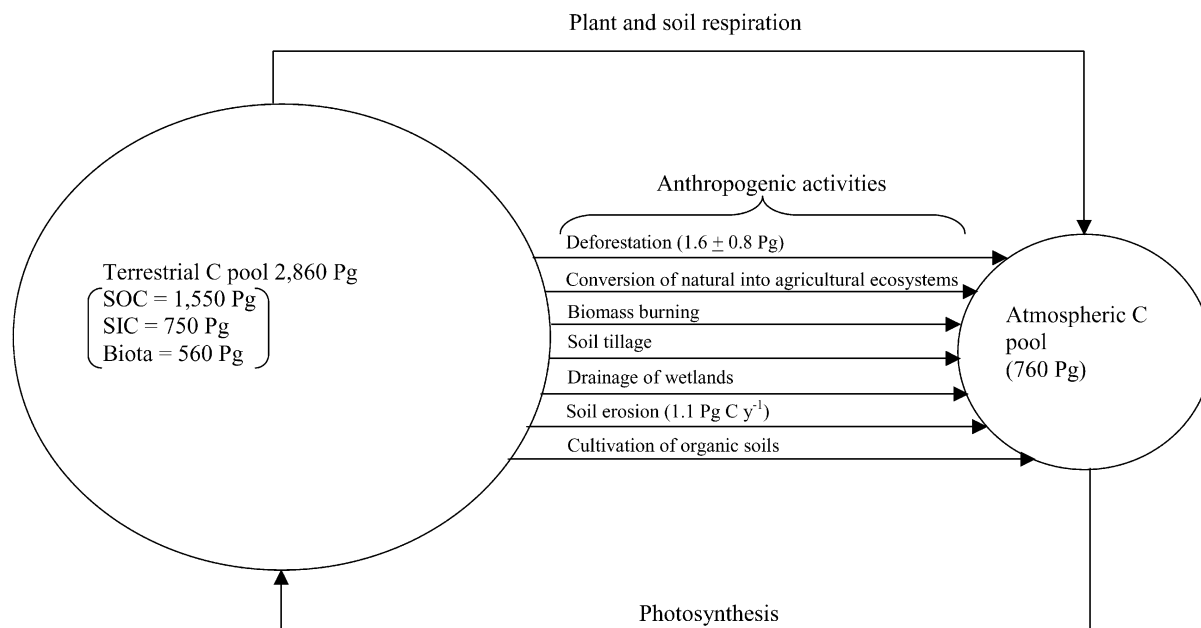 Plant and soil respiration
Anthropogenic activities
Deforestation (1.6 ± 0.8 Pg)
Terrestrial C pool 2,860 Pg
SOC = 1,550 Pg
SIC = 750 Pg
Biota = 560 Pg
Conversion of natural into agricultural ecosystems
Biomass burning
Soil tillage
Drainage of wetlands
Soil erosion (1.1 Pg C y⁻¹)
Cultivation of organic soils
Atmospheric C
pool
(760 Pg)
Photosynthesis